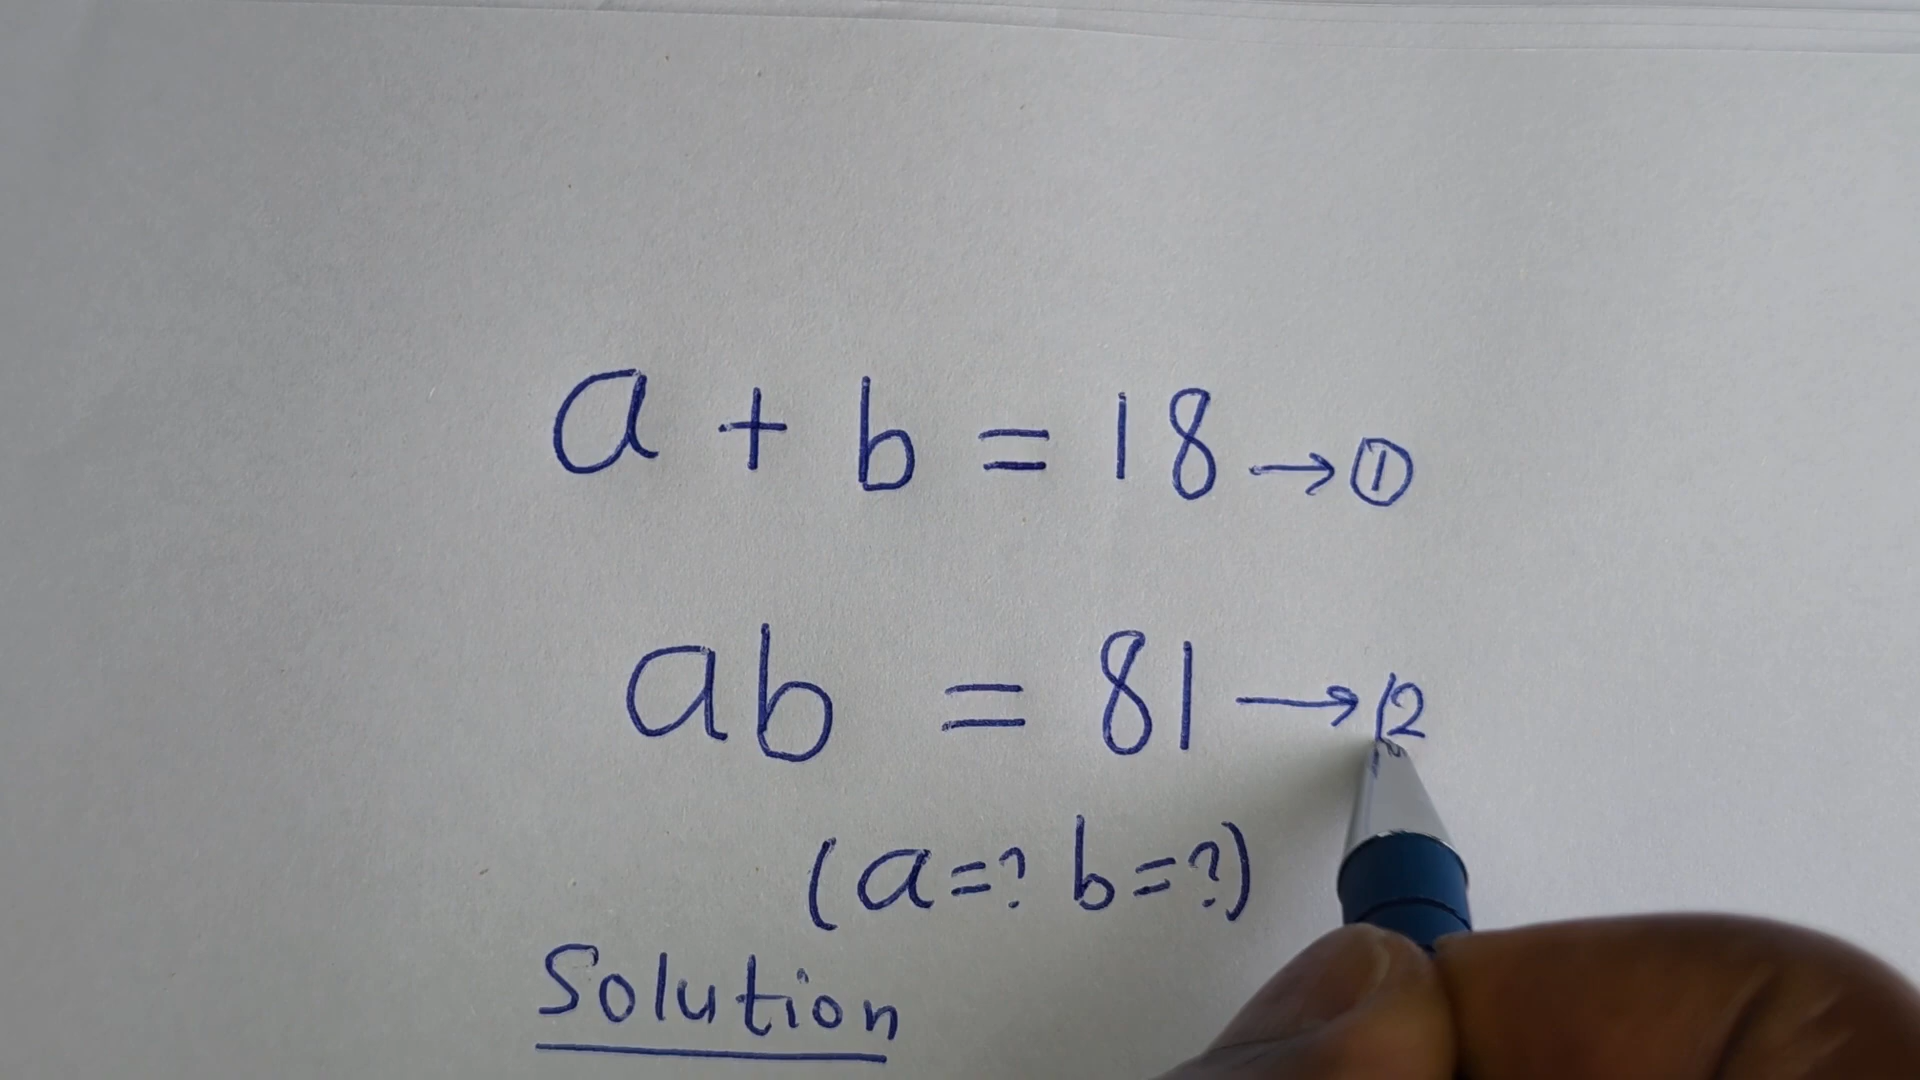 a + b = 18 → ①
ab = 81 → 2
(a=? b=?)
Solution